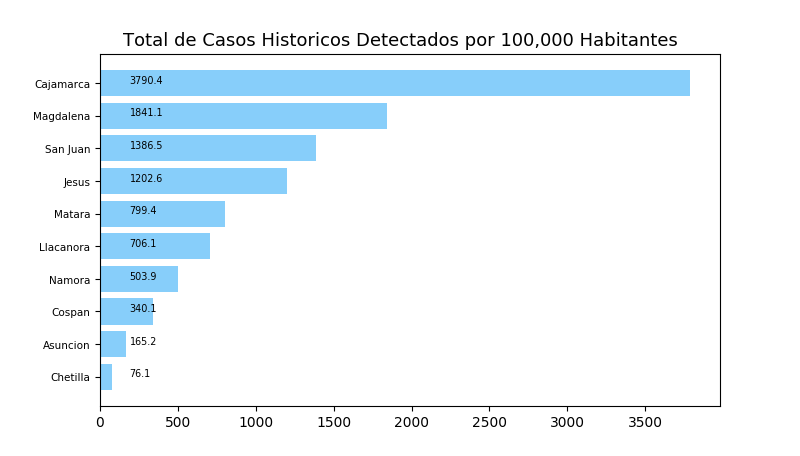 Total de Casos Historicos Detectados por 100,000 Habitantes
Cajamarca 3790.4
Magdalena 1841.1
San Juan 1386.5
Jesus 1202.6
Matara 799.4
Llacanora 706.1
Namora 503.9
Cospan 340.1
Asuncion 165.2
Chetilla 76.1
0 500 1000 1500 2000 2500 3000 3500